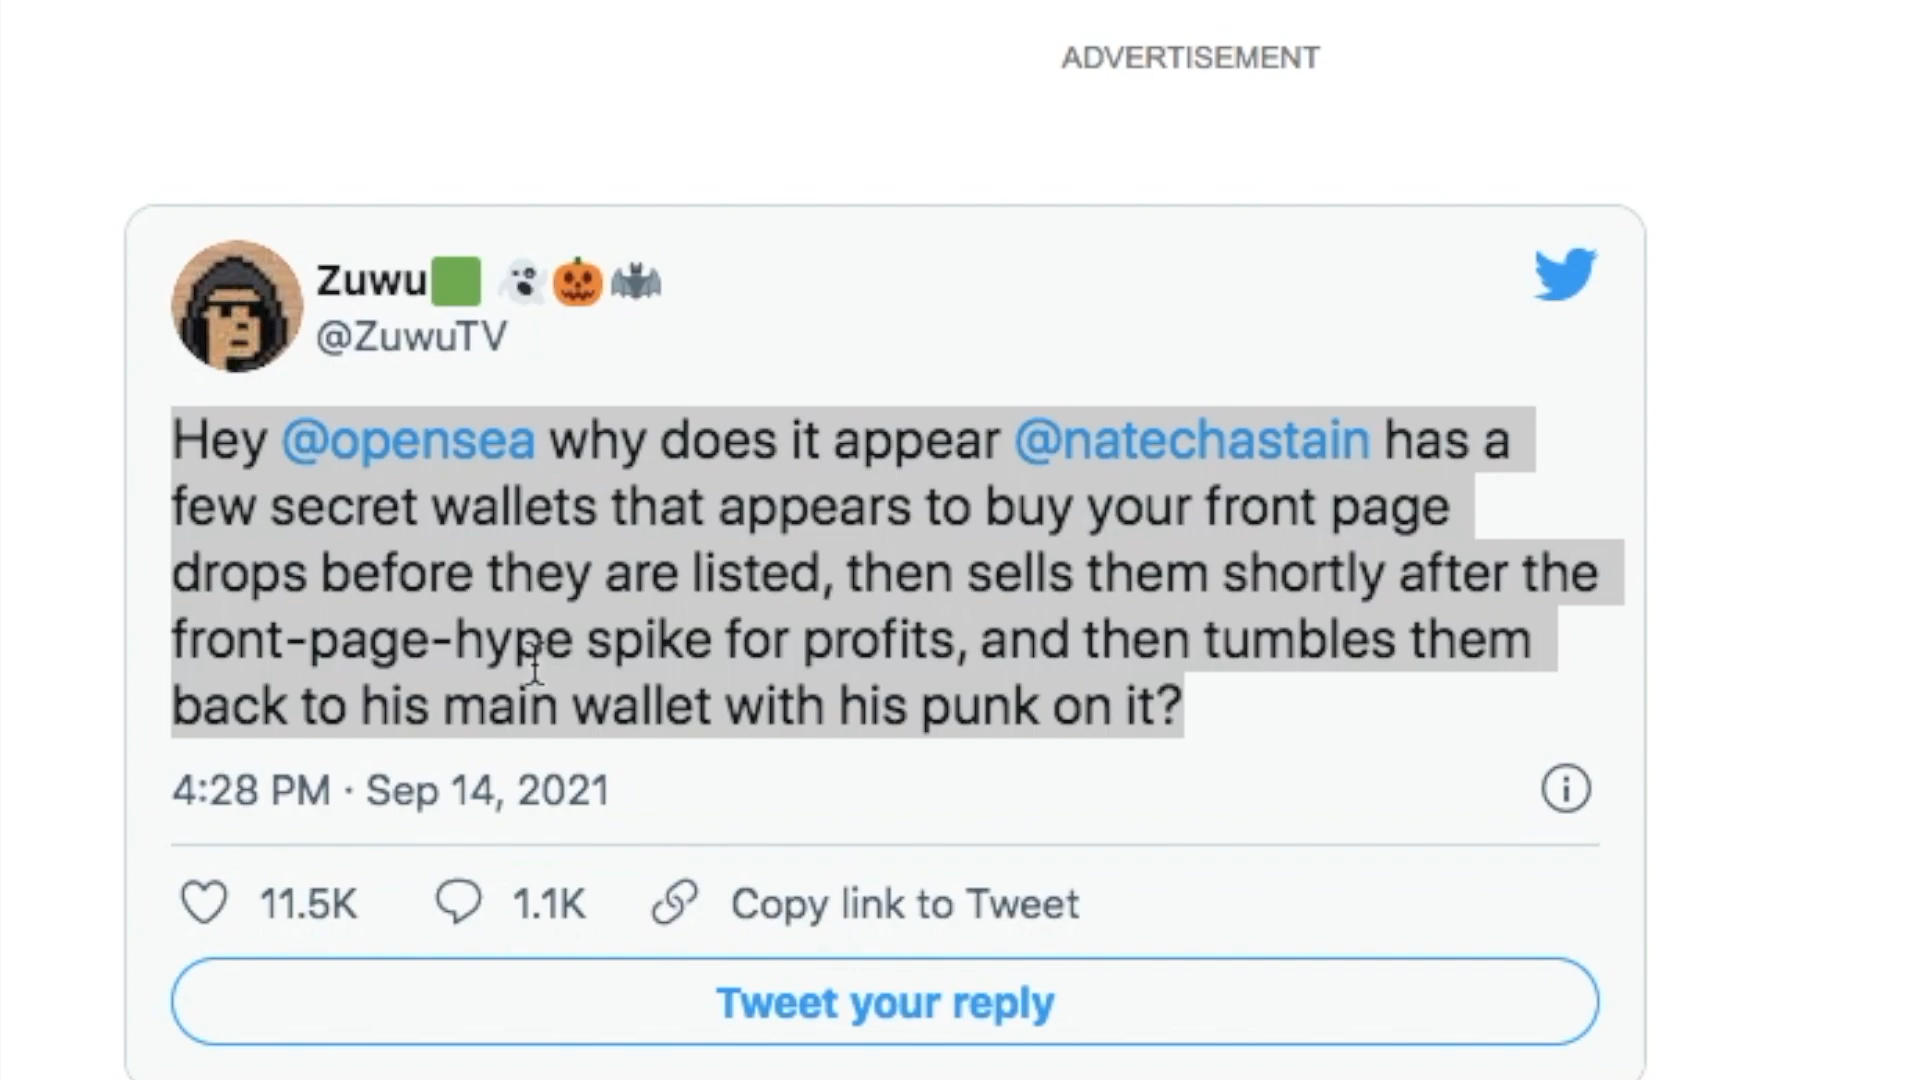 ADVERTISEMENT
Zuwu
@ZuwuTV
Hey @opensea why does it appear @natechastain has a
few secret wallets that appears to buy your front page
drops before they are listed, then sells them shortly after the
front-page-hype spike for profits, and then tumbles them
back to his main wallet with his punk on it?
4:28 PM · Sep 14, 2021
11.5K 1.1K Copy link to Tweet
Tweet your reply